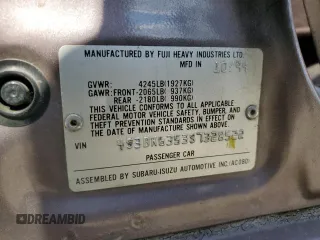 MANUFACTURED BY FUJI HEAVY INDUSTRIES LTD.
MFD IN
GVWR: 4245LB(1927KG)
GAWR:FRONT-2065LB( 937KG)
REAR -2180LB( 990KG)
THIS VEHICLE CONFORMS TO ALL APPLICABLE
FEDERAL MOTOR VEHICLE SAFETY, BUMPER, AND
THEFT PREVENTION STANDARDS IN EFFECT ON
THE DATE OF MANUFACTURE SHOWN ABOVE.
VIN
PASSENGER CAR
ASSEMBLED BY SUBARU-ISUZU AUTOMOTIVE INC.
© STATVIN
DREAMBID.COM